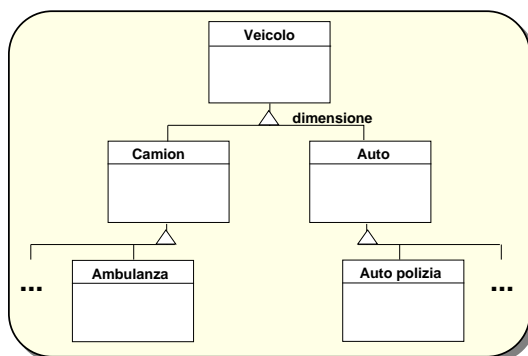 Veicolo
dimensione
Camion
Auto
...
Ambulanza
Auto polizia
...